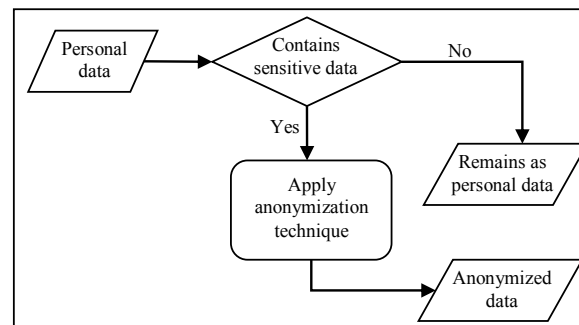 Personal
data
Contains
sensitive data
No
Yes
Remains as
personal data
Apply
anonymization
technique
Anonymized
data